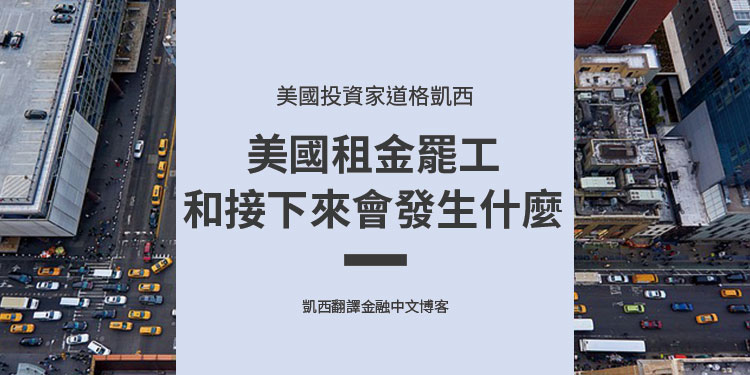 美國投資家道格凱西
美國租金罷工
和接下來會發生什麼
凱西翻譯金融中文博客